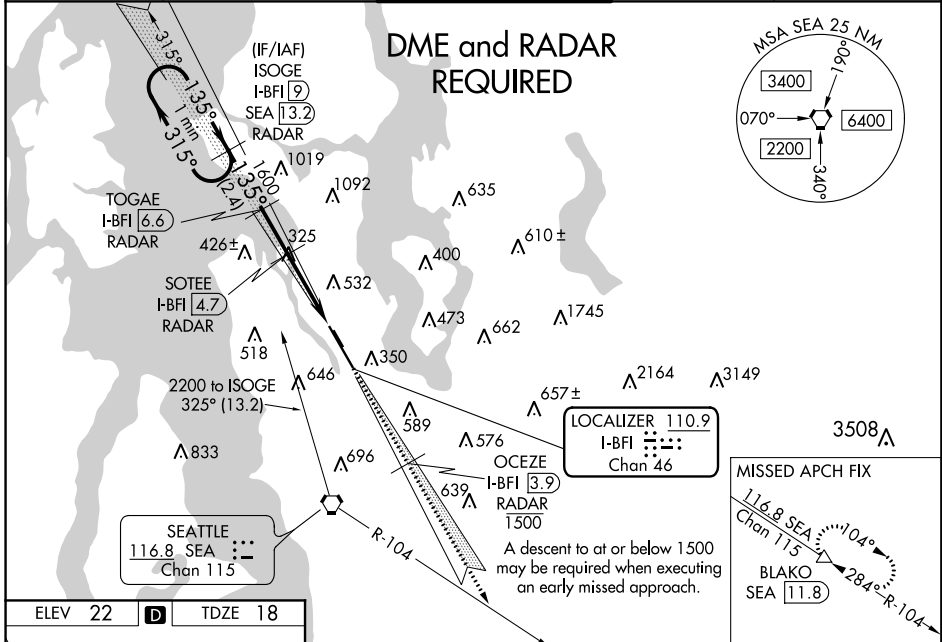 DME and RADAR
REQUIRED
MSA SEA 25 NM
190°
3400
070°
6400
2200
340°
315°
135°
1 min
315°
(IF/IAF)
ISOGE
I-BFI 9
SEA 13.2
RADAR
135°
1600
(2.4)
1019
1092
635
TOGAE
I-BFI 6.6
RADAR
426±
325
400
610 ±
532
SOTEE
I-BFI 4.7
RADAR
473
662
1745
518
350
646
2200 to ISOGE
325° (13.2)
2164
3149
657±
589
LOCALIZER 110.9
I-BFI
Chan 46
833
576
3508
696
OCEZE
I-BFI 3.9
RADAR
1500
639
SEATTLE
116.8 SEA
Chan 115
R-104
A descent to at or below 1500
may be required when executing
an early missed approach.
MISSED APCH FIX
116.8 SEA
Chan 115
104°
BLAKO
SEA 11.8
284°
R-104
ELEV 22 D TDZE 18